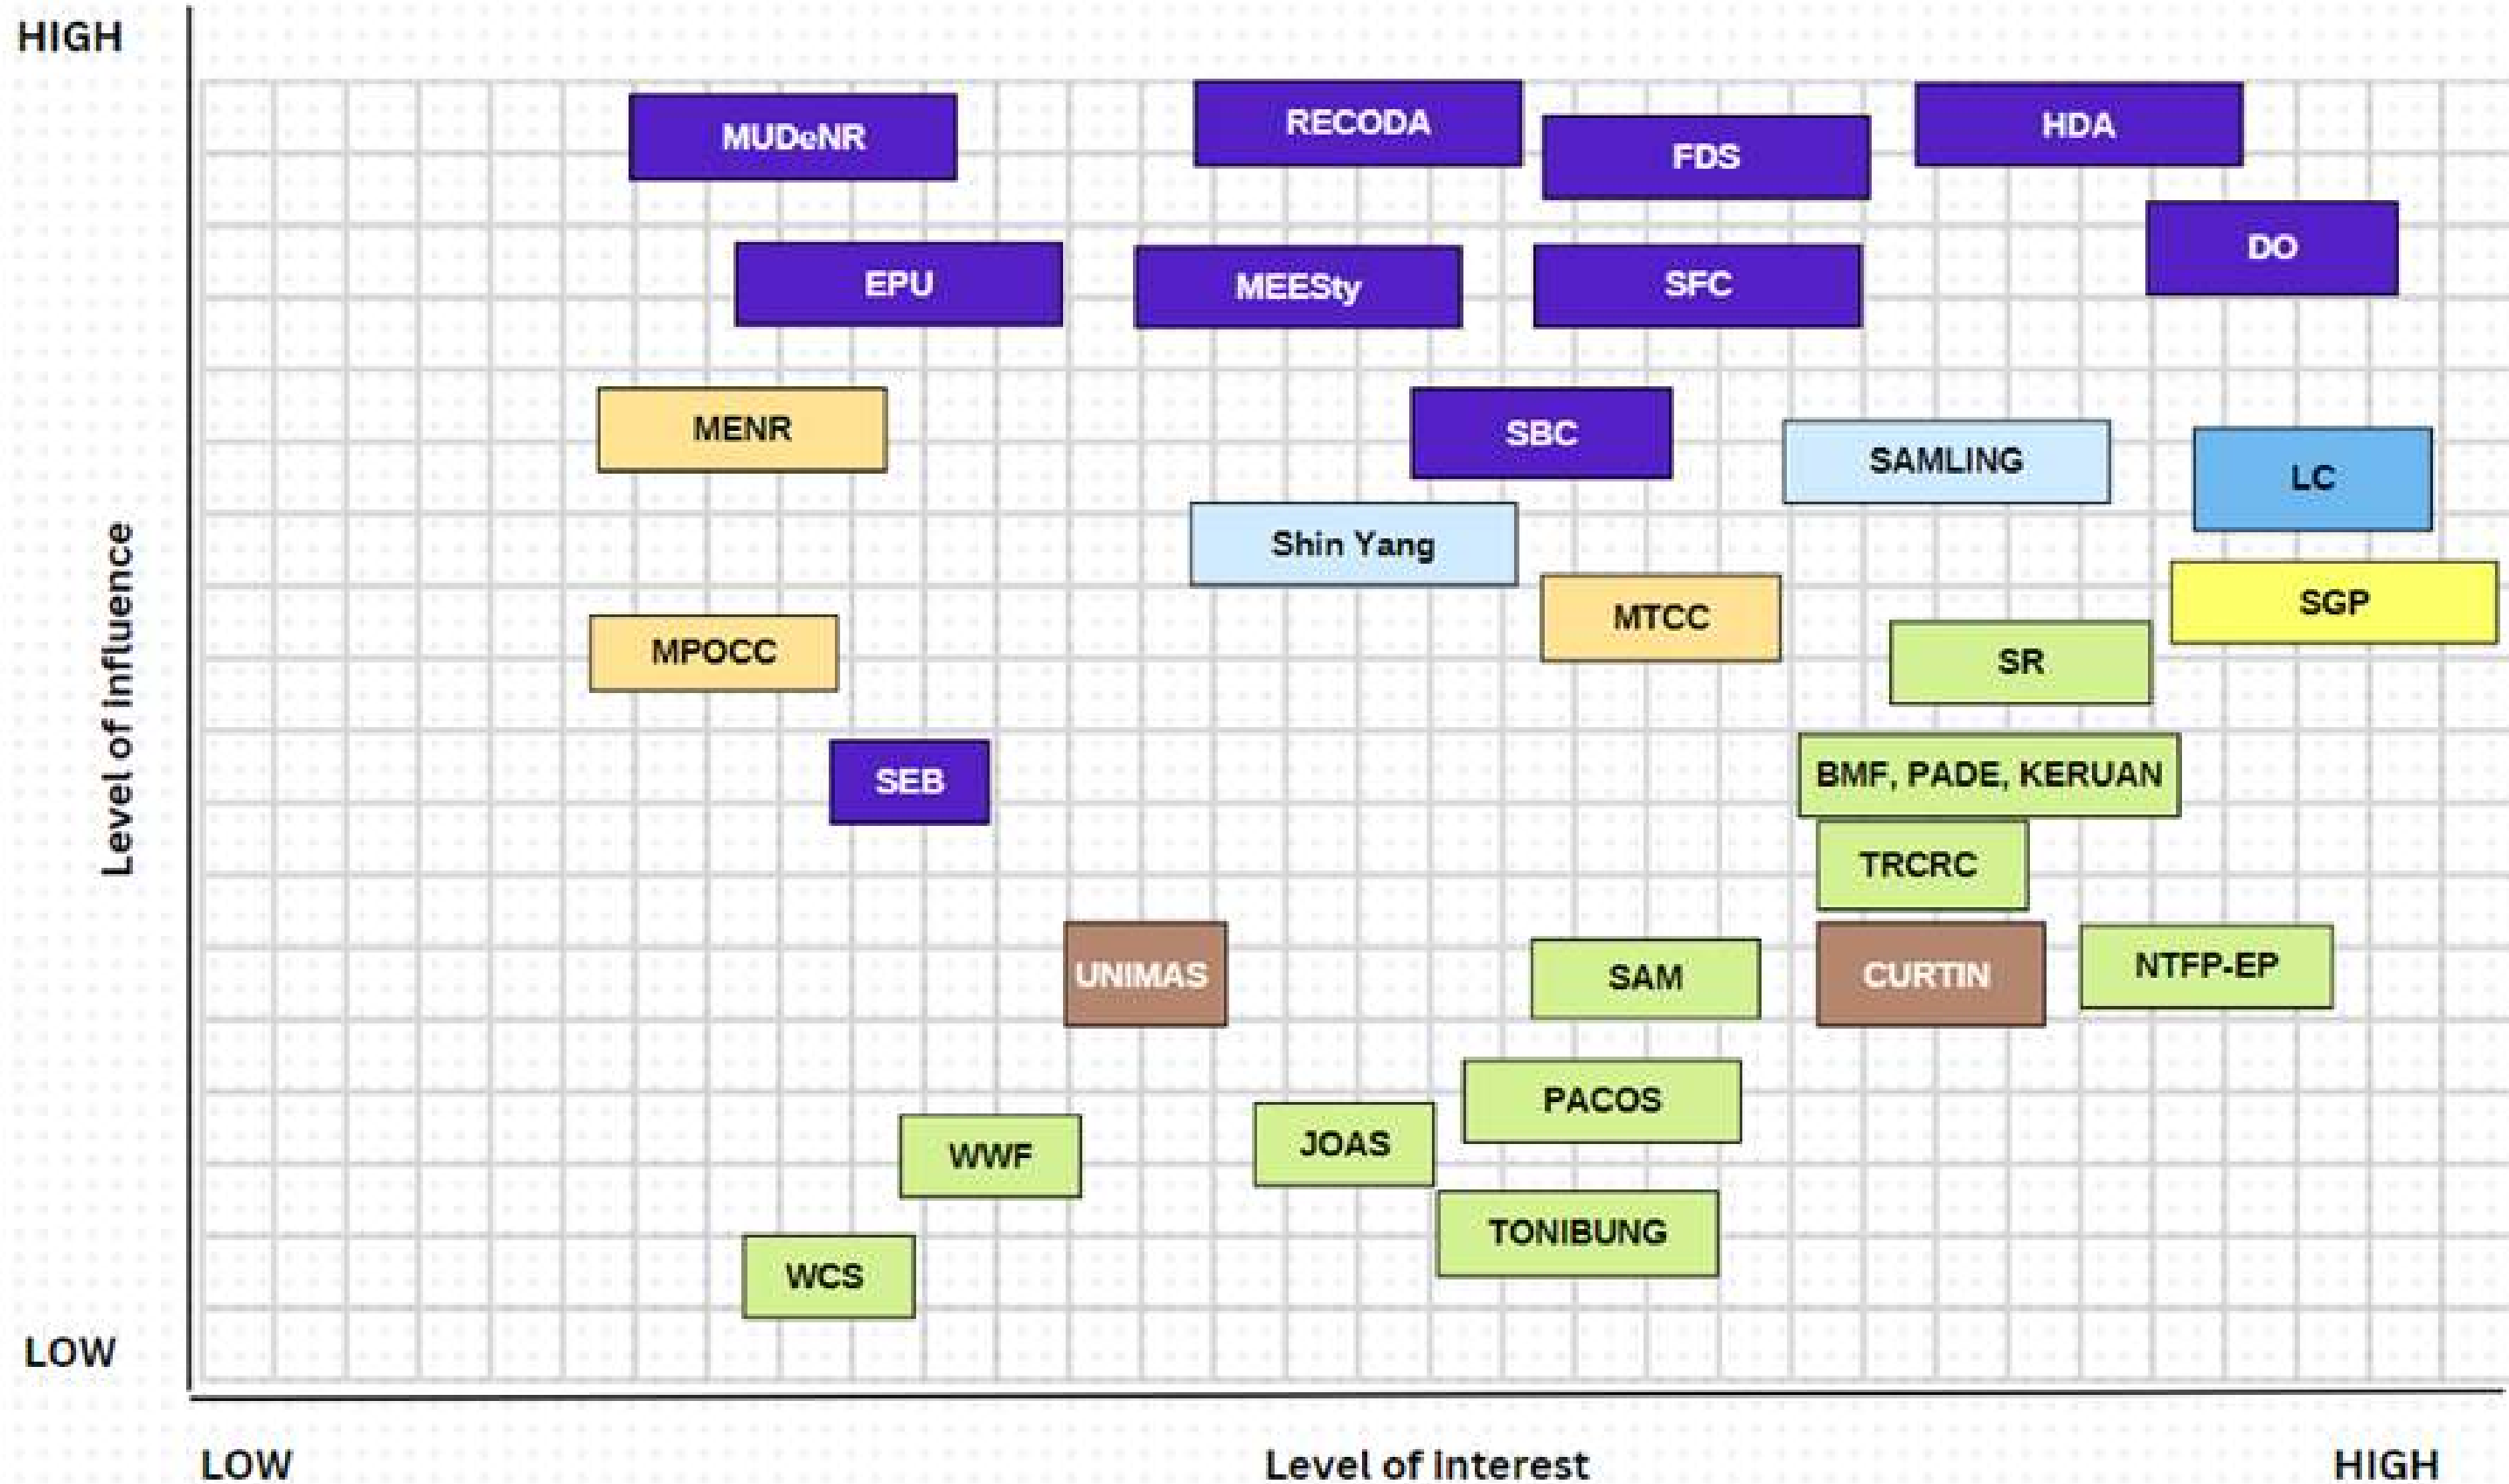 HIGH
RECODA
HDA
MUDeNR
FDS
DO
EPU
MEESty
SFC
MENR
SBC
SAMLING
LC
Shin Yang
SGP
MTCC
MPOCC
SR
Level of influence
BMF, PADE, KERUAN
SEB
TRCRC
UNIMAS
SAM
CURTIN
NTFP-EP
PACOS
JOAS
WWF
TONIBUNG
WCS
LOW
LOW
Level of interest
HIGH